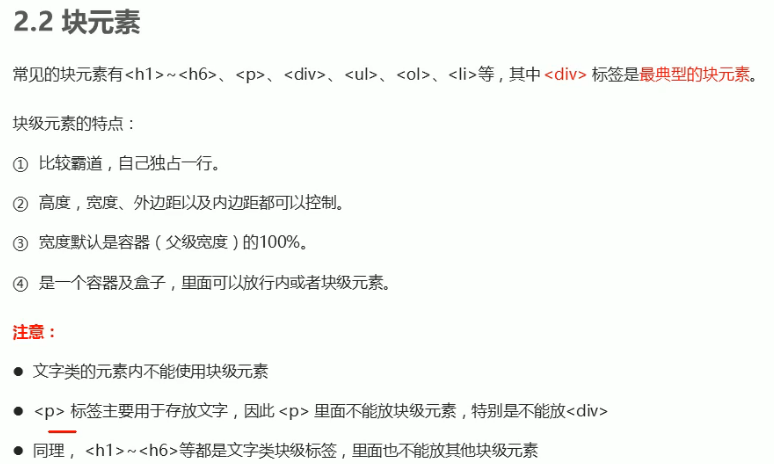 2.2 块元素
常见的块元素有<h1>~<h6>、<p>、<div>、<ul>、<ol>、<li>等，其中 <div> 标签是最典型的块元素。
块级元素的特点：
① 比较霸道，自己独占一行。
② 高度，宽度、外边距以及内边距都可以控制。
③ 宽度默认是容器（父级宽度）的100%。
④ 是一个容器及盒子，里面可以放行内或者块级元素。
注意：
● 文字类的元素内不能使用块级元素
● <p> 标签主要用于存放文字，因此 <p> 里面不能放块级元素，特别是不能放<div>
● 同理， <h1>~<h6>等都是文字类块级标签，里面也不能放其他块级元素